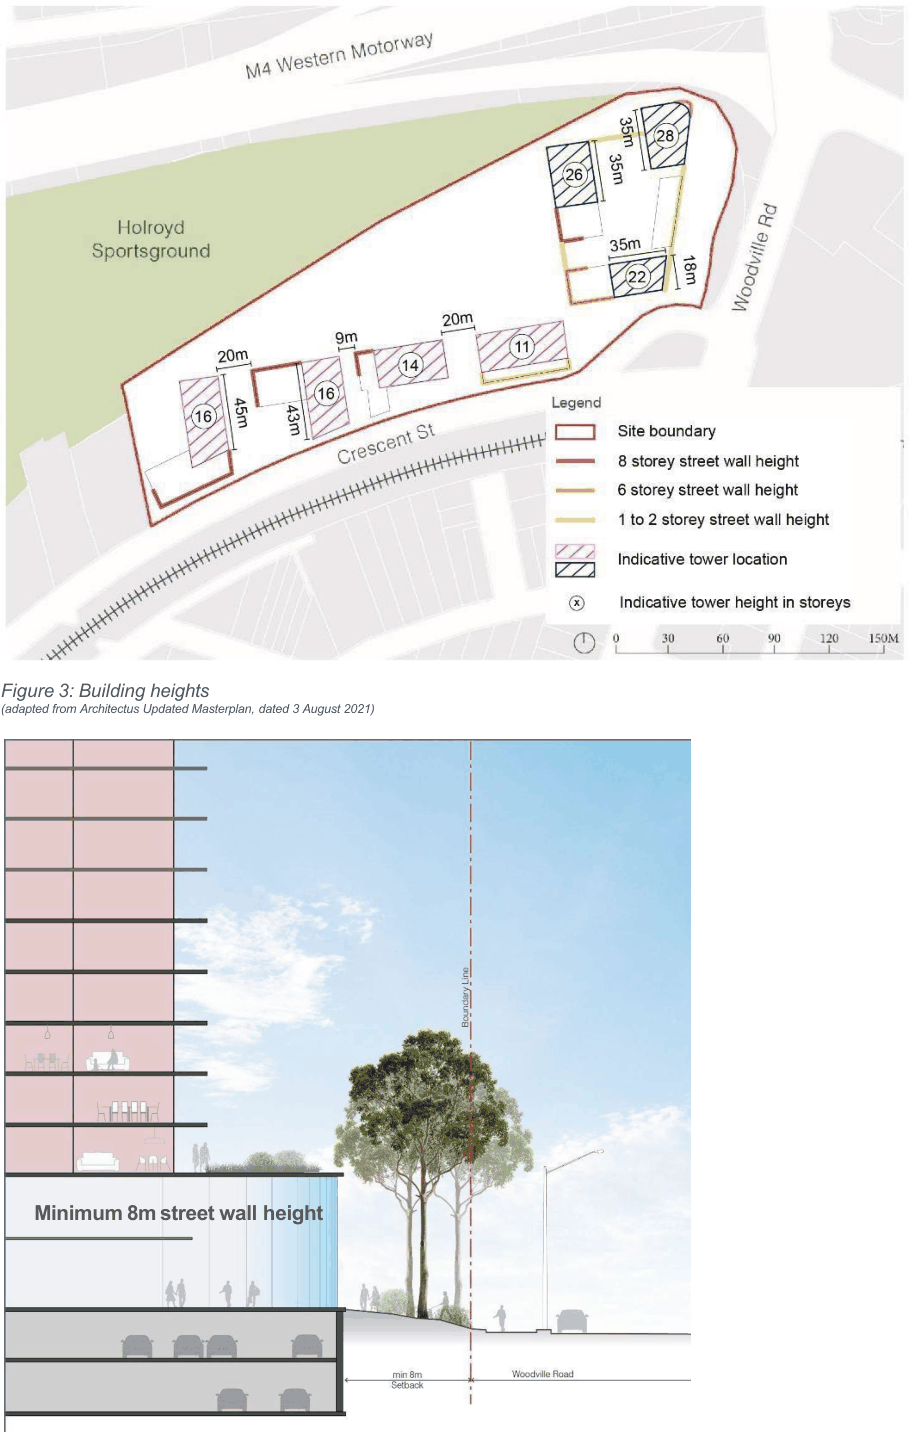 M4 Western Motorway
Holroyd
Sportsground
35m
28
26
35m
35m
22
18m
Woodville Rd
20m
9m
20m
11
14
16
16
45m
43m
Crescent St
Legend
Site boundary
8 storey street wall height
6 storey street wall height
1 to 2 storey street wall height
Indicative tower location
x Indicative tower height in storeys
0 30 60 90 120 150M
Figure 3: Building heights
(adapted from Architectus Updated Masterplan, dated 3 August 2021)
Boundary Line
Minimum 8m street wall height
min 8m
Setback
Woodville Road